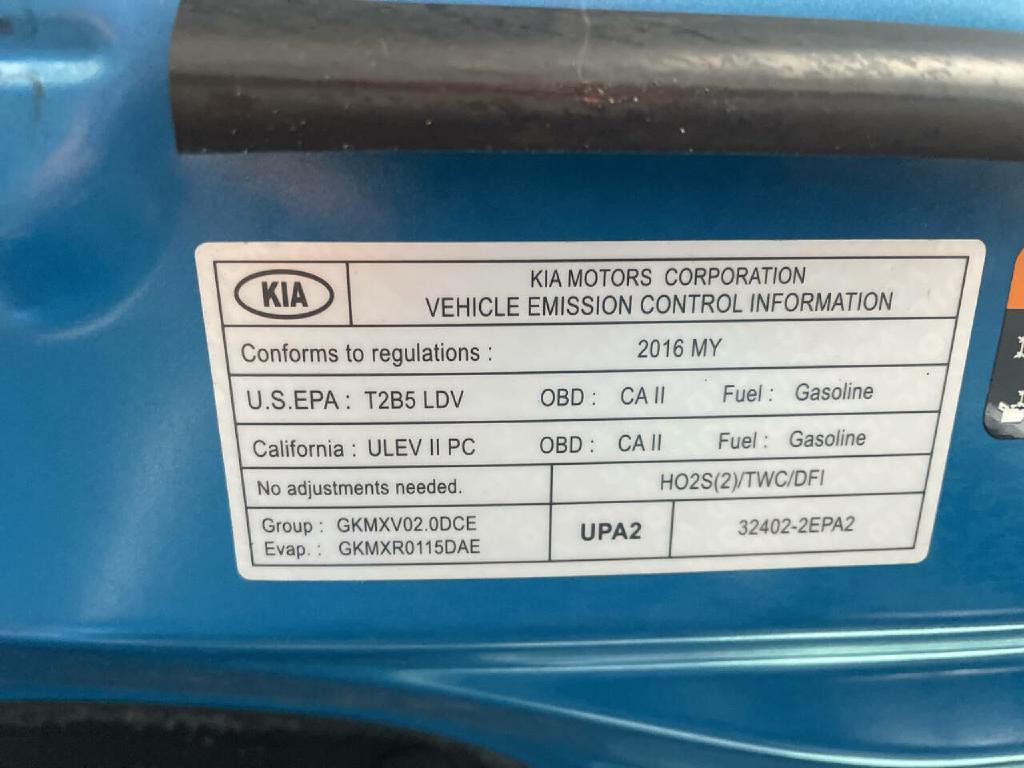 KIA
KIA MOTORS CORPORATION
VEHICLE EMISSION CONTROL INFORMATION
Conforms to regulations : 2016 MY
U.S.EPA : T2B5 LDV OBD : CA II Fuel : Gasoline
California : ULEV II PC OBD : CA II Fuel : Gasoline
No adjustments needed. HO2S(2)/TWC/DFI
Group : GKMXV02.0DCE
Evap. : GKMXR0115DAE
UPA2 32402-2EPA2